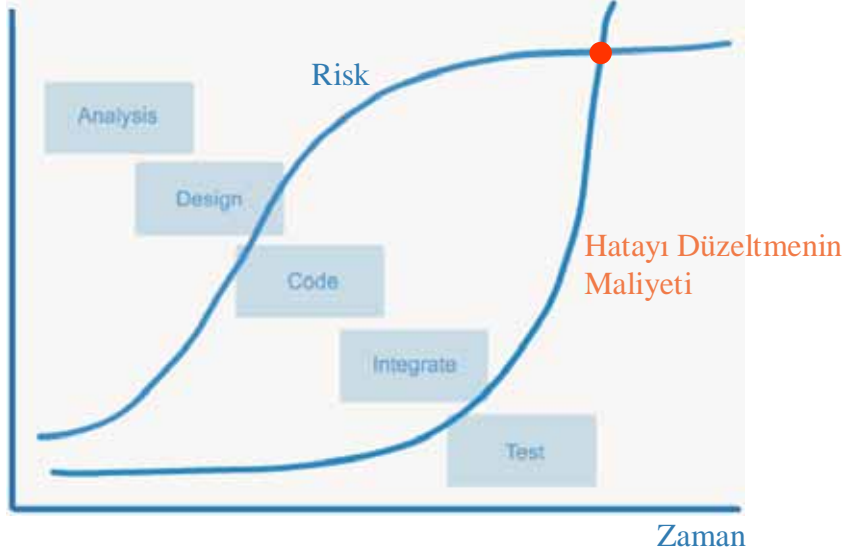 Risk
Analysis
Design
Hatayı Düzeltmenin
Maliyeti
Code
Integrate
Test
Zaman